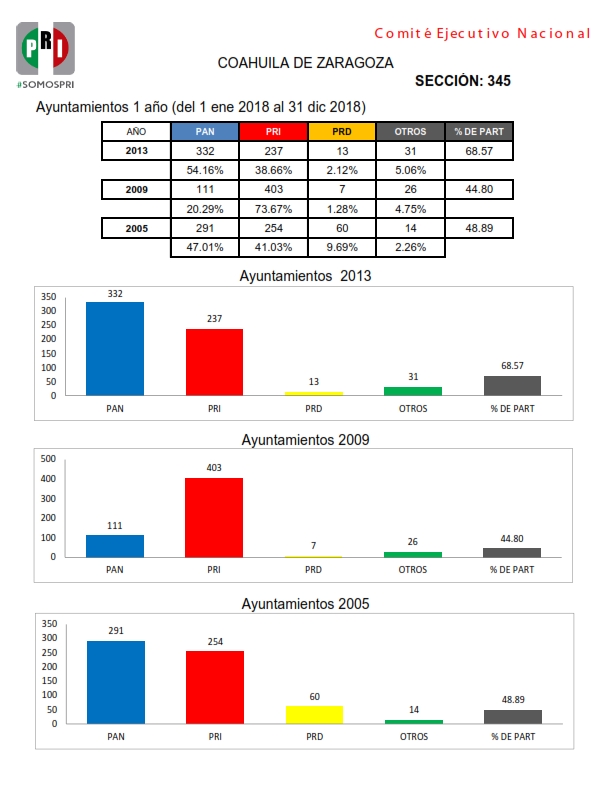 Comité Ejecutivo Nacional
PRI
#SOMOSPRI
COAHUILA DE ZARAGOZA
SECCIÓN: 345
Ayuntamientos 1 año (del 1 ene 2018 al 31 dic 2018)
AÑO PAN PRI PRD OTROS % DE PART
2013 332 237 13 31 68.57
54.16% 38.66% 2.12% 5.06%
2009 111 403 7 26 44.80
20.29% 73.67% 1.28% 4.75%
2005 291 254 60 14 48.89
47.01% 41.03% 9.69% 2.26%
Ayuntamientos 2013
350
300
250
200
150
100
50
0
332
237
13
31
68.57
PAN PRI PRD OTROS % DE PART
Ayuntamientos 2009
500
400
300
200
100
0
111
403
7
26
44.80
PAN PRI PRD OTROS % DE PART
Ayuntamientos 2005
350
300
250
200
150
100
50
0
291
254
60
14
48.89
PAN PRI PRD OTROS % DE PART